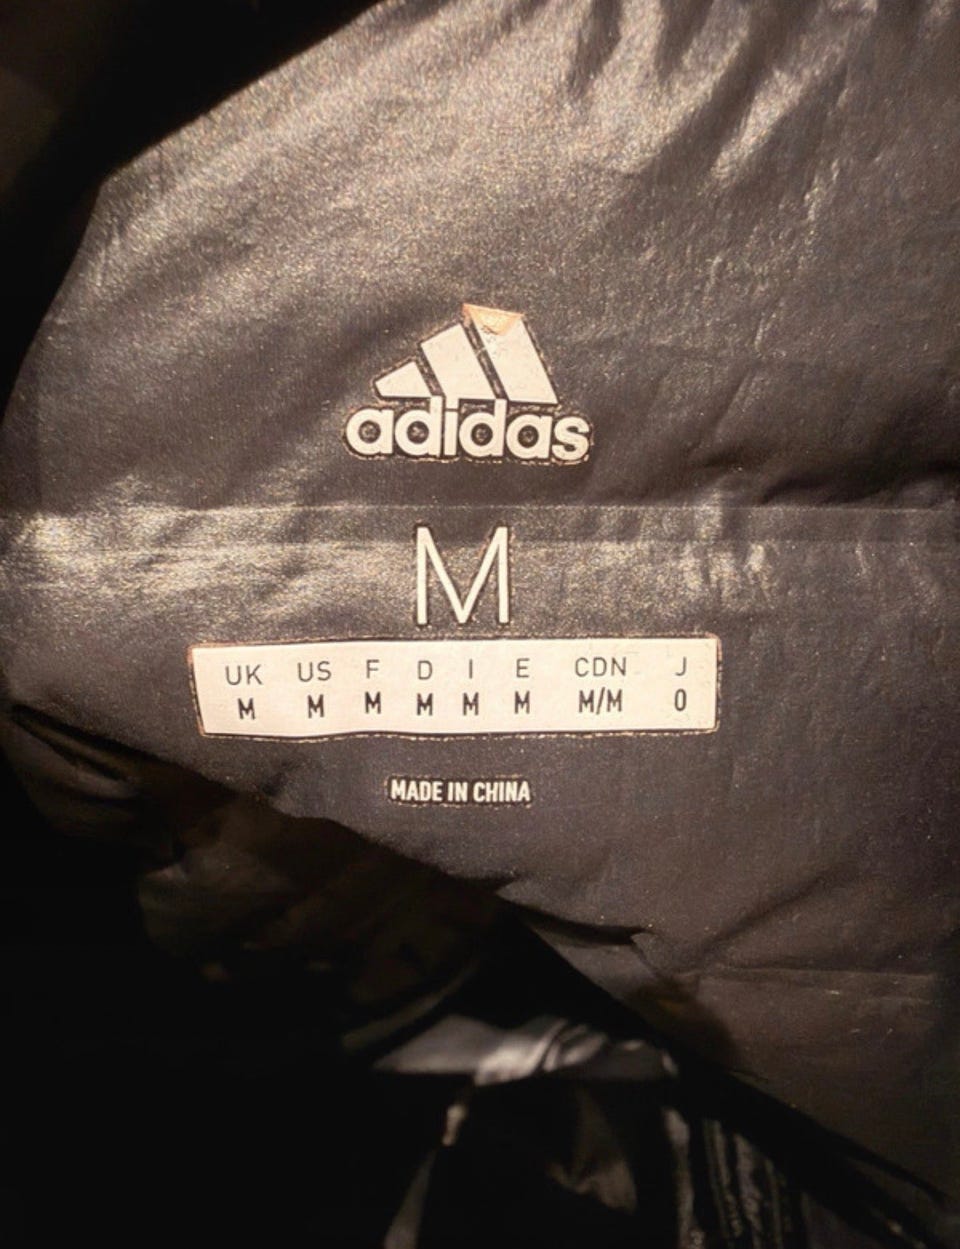 adidas
M
UK US F D I E CDN J
M M M M M M M/M 0
MADE IN CHINA